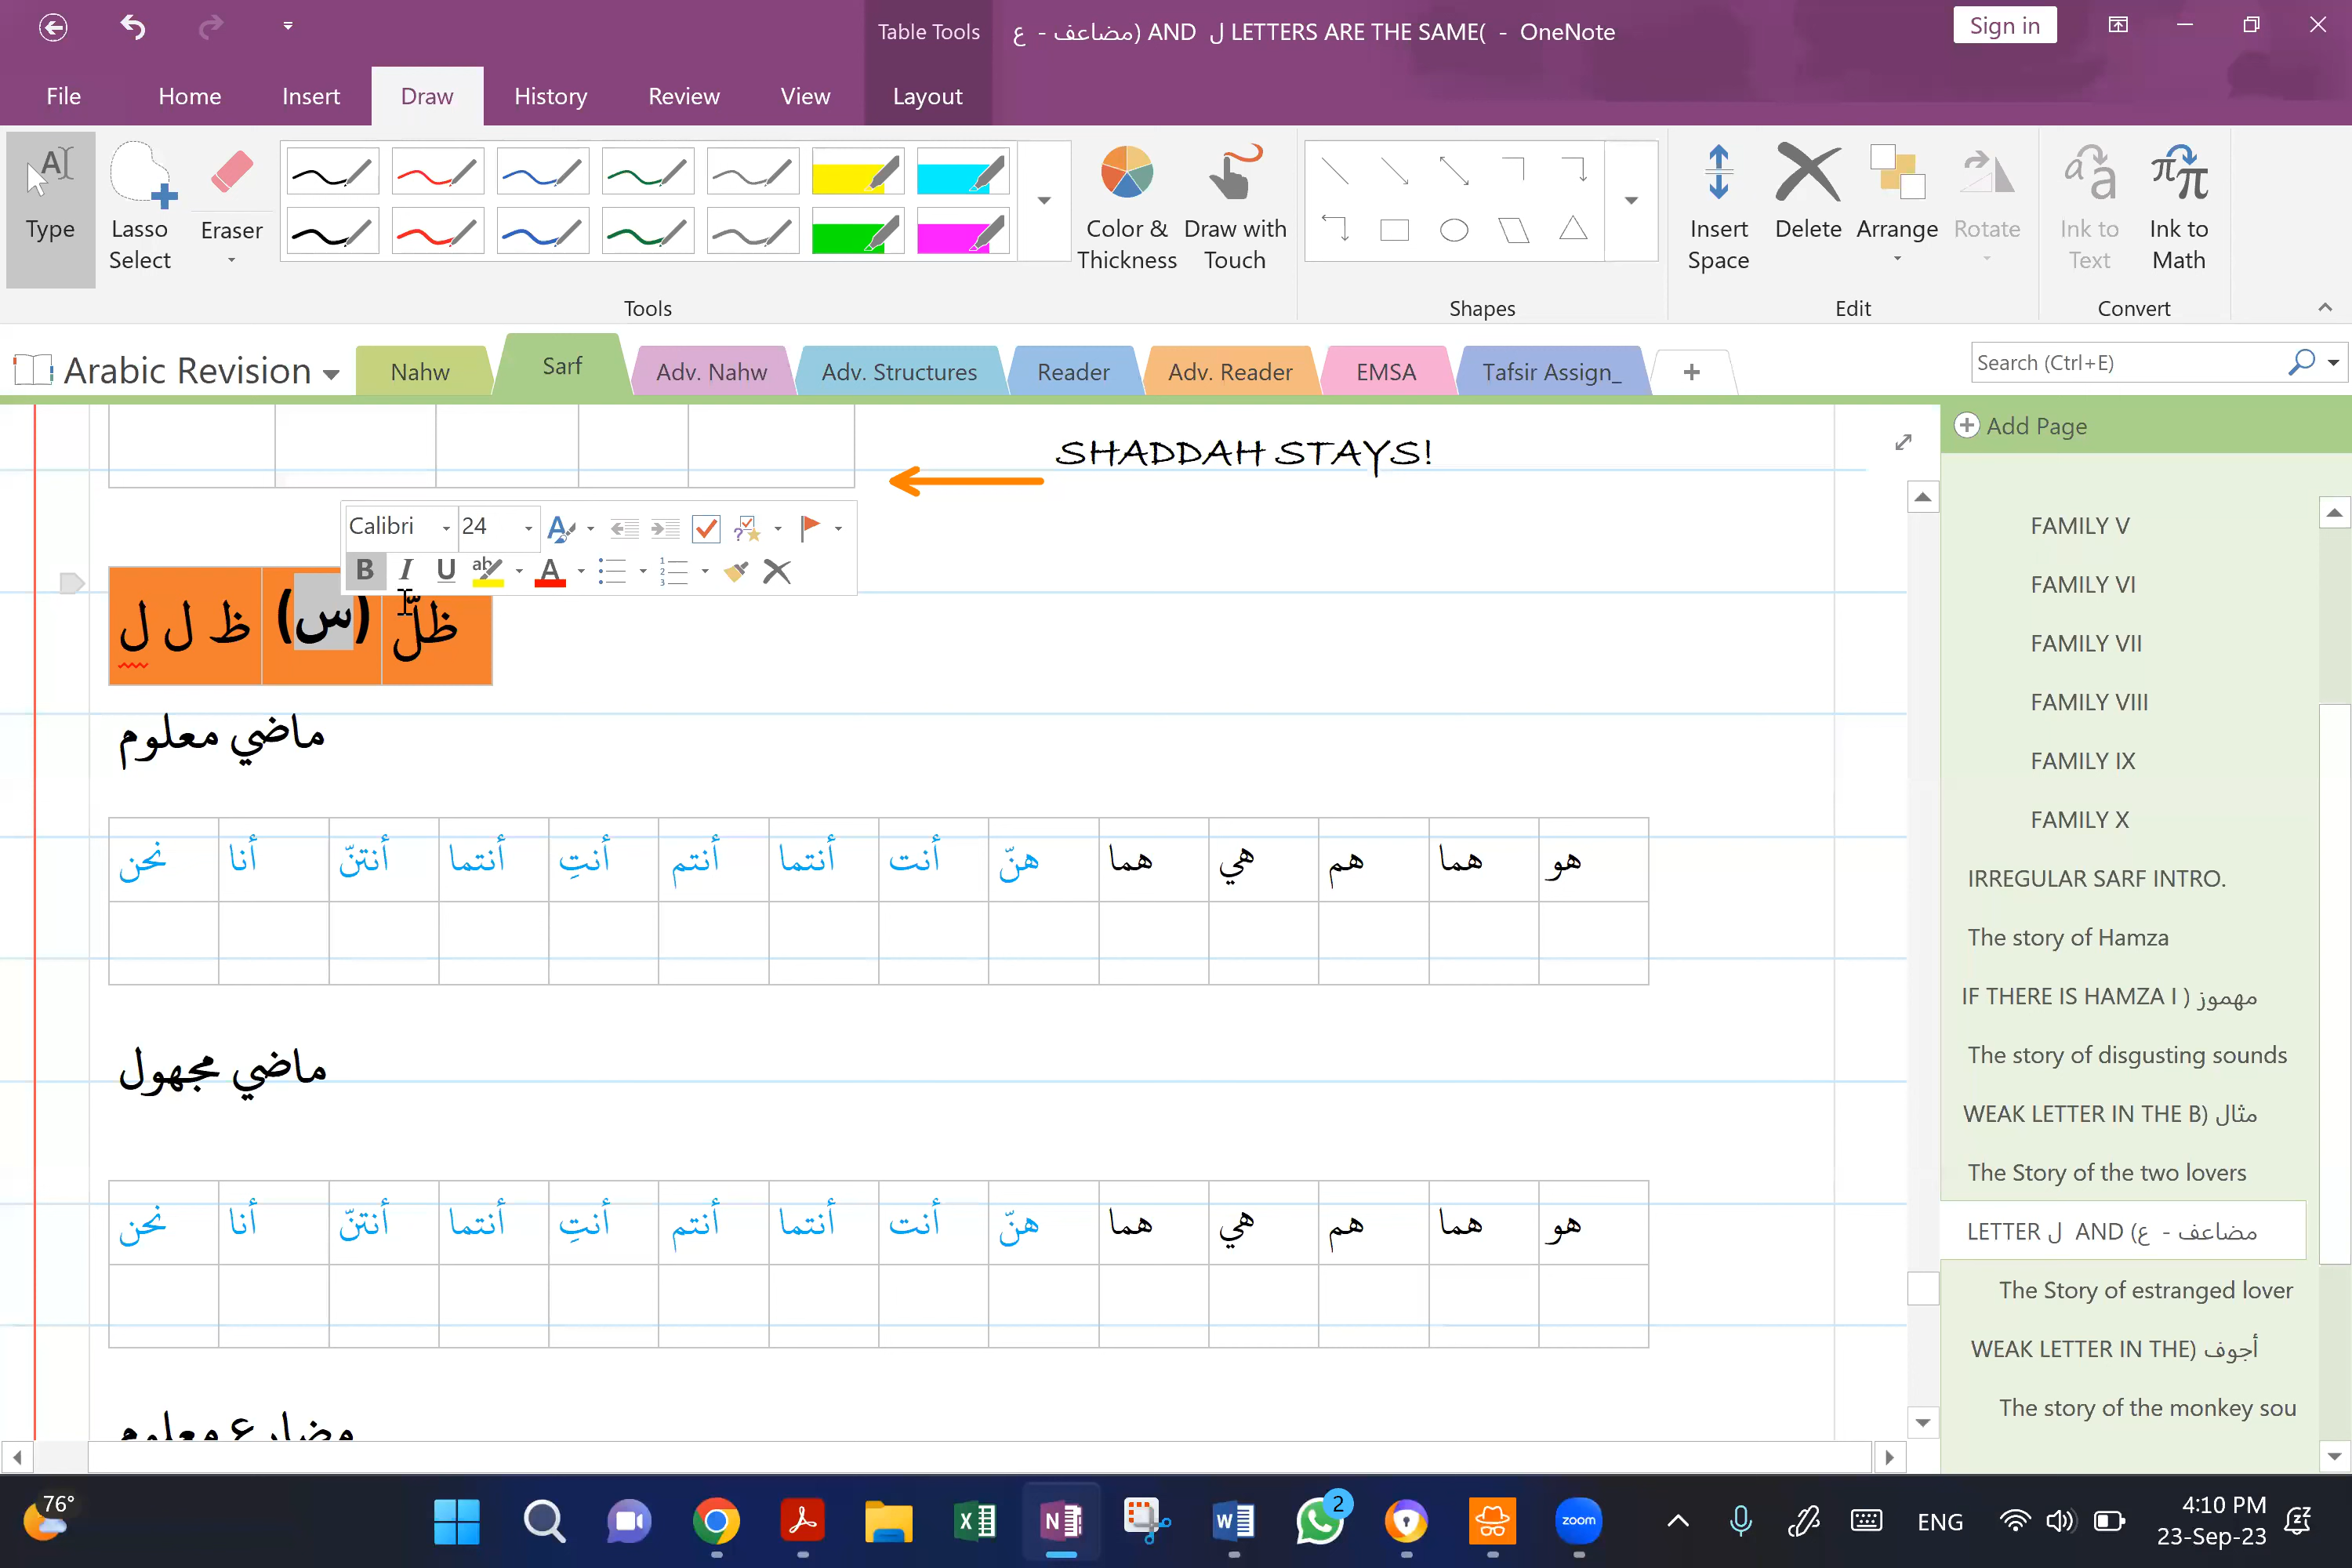 Table Tools
ع - مضاعف) AND ل LETTERS ARE THE SAME( - OneNote
Sign in
File Home Insert Draw History Review View Layout
Type
Lasso Select
Eraser
Color & Thickness
Draw with Touch
Insert Space
Delete
Arrange
Rotate
Ink to Text
Ink to Math
Tools
Shapes
Edit
Convert
Arabic Revision
Nahw Sarf Adv. Nahw Adv. Structures Reader Adv. Reader EMSA Tafsir Assign_ +
Search (Ctrl+E)
Add Page
SHADDAH STAYS!
Calibri 24
B I U ab A
ظلّ (س) ظ ل ل
ماضي معلوم
هو هما هم هي هما هنّ أنت أنتما أنتم أنتِ أنتما أنتنّ أنا نحن
ماضي مجهول
هو هما هم هي هما هنّ أنت أنتما أنتم أنتِ أنتما أنتنّ أنا نحن
مضارع معلوم
FAMILY V
FAMILY VI
FAMILY VII
FAMILY VIII
FAMILY IX
FAMILY X
IRREGULAR SARF INTRO.
The story of Hamza
IF THERE IS HAMZA I ) مهموز
The story of disgusting sounds
WEAK LETTER IN THE B) مثال
The Story of the two lovers
LETTER ل AND (ع - مضاعف
The Story of estranged lover
WEAK LETTER IN THE) أجوف
The story of the monkey sou
76°
zoom
2
ENG
4:10 PM
23-Sep-23